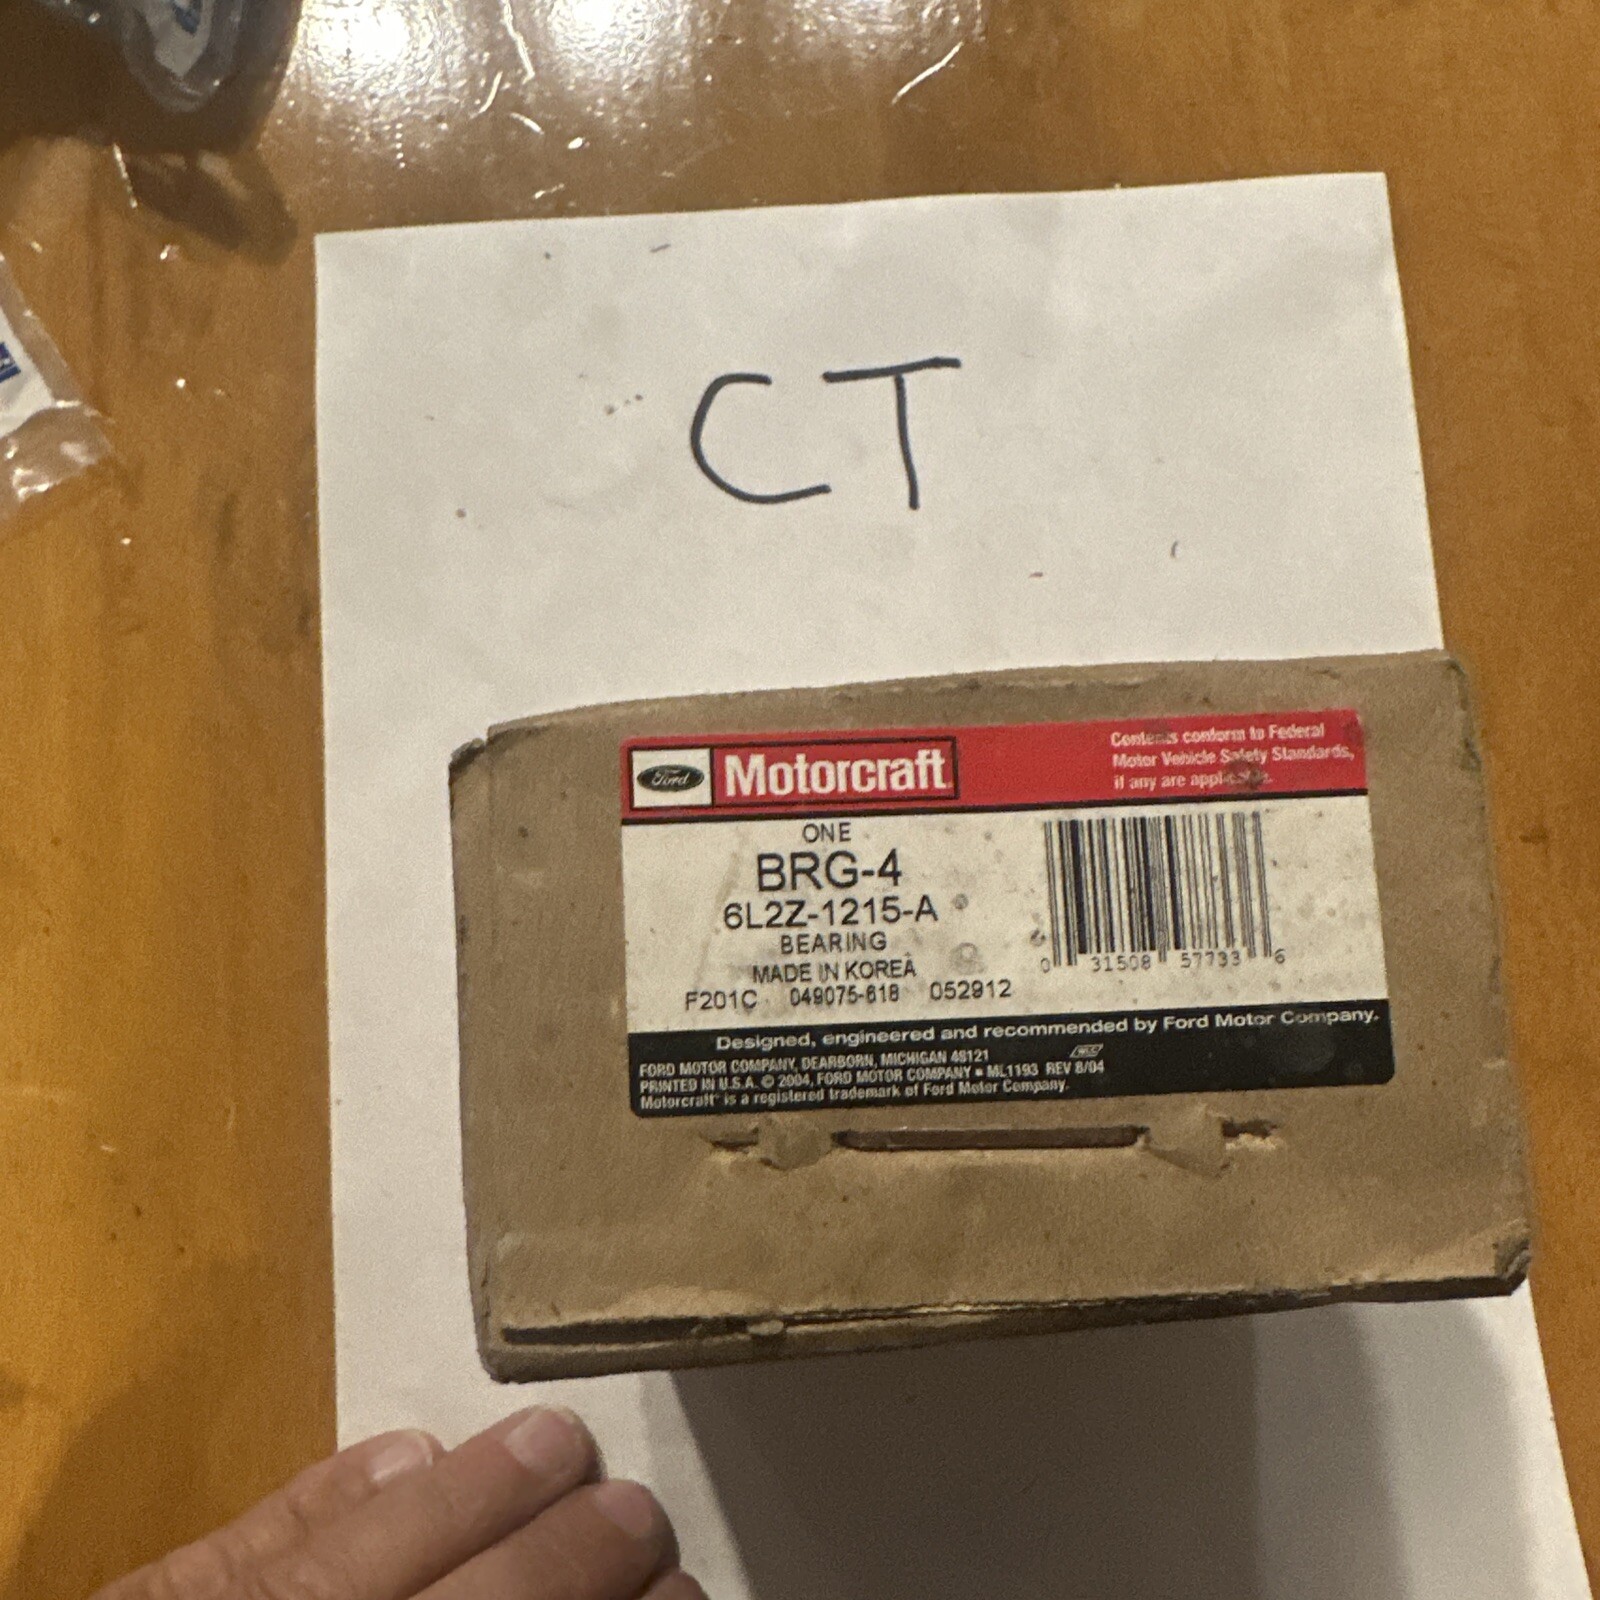 CT
Ford
Motorcraft
Contents conform to Federal
Motor Vehicle Safety Standards,
if any are applicable.
ONE
BRG-4
6L2Z-1215-A
BEARING
MADE IN KOREA
F201C 049075-618 052912
0 31508 57733 6
Designed, engineered and recommended by Ford Motor Company.
FORD MOTOR COMPANY, DEARBORN, MICHIGAN 48121
PRINTED IN U.S.A. © 2004, FORD MOTOR COMPANY • ML1193 REV 8/04
Motorcraft® is a registered trademark of Ford Motor Company.